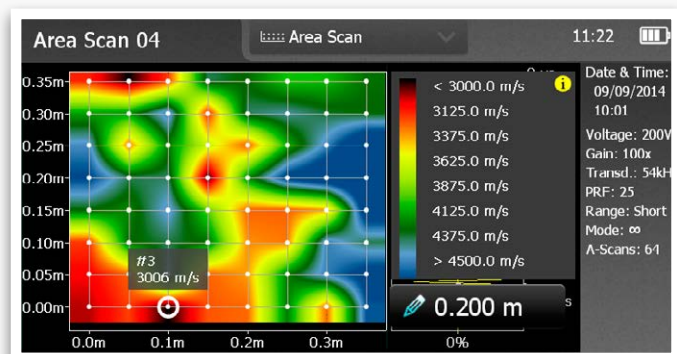 Area Scan 04
Area Scan
11:22
0.35m
0.30m
0.25m
0.20m
0.15m
0.10m
0.05m
0.00m
0.0m
0.1m
0.2m
0.3m
#3
3006 m/s
< 3000.0 m/s
3125.0 m/s
3375.0 m/s
3625.0 m/s
3875.0 m/s
4125.0 m/s
4375.0 m/s
> 4500.0 m/s
i
0.200 m
0%
Date & Time:
09/09/2014
10:01
Voltage: 200V
Gain: 100x
Transd.: 54kH
PRF: 25
Range: Short
Mode: ∞
A-Scans: 64